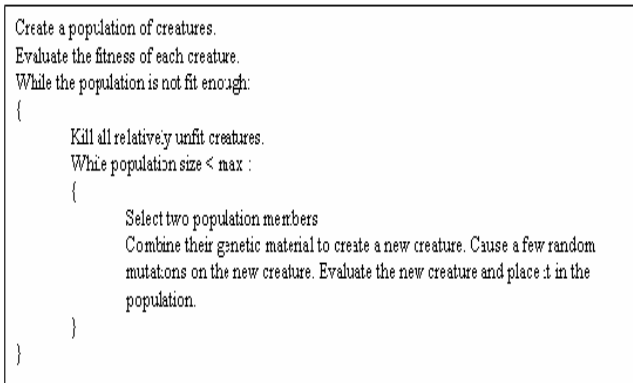 Create a population of creatures.
Evaluate the fitness of each creature.
While the population is not fit enough:
{
Kill all relatively unfit creatures.
While population size < max :
{
Select two population members
Combine their genetic material to create a new creature. Cause a few random
mutations on the new creature. Evaluate the new creature and place it in the
population.
}
}